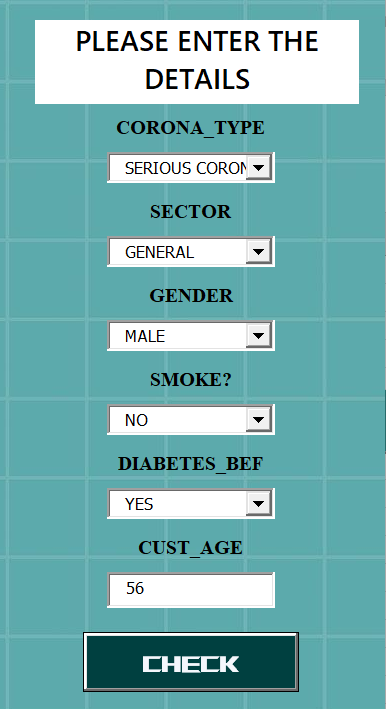 PLEASE ENTER THE
DETAILS
CORONA_TYPE
SERIOUS CORON
SECTOR
GENERAL
GENDER
MALE
SMOKE?
NO
DIABETES_BEF
YES
CUST_AGE
56
CHECK